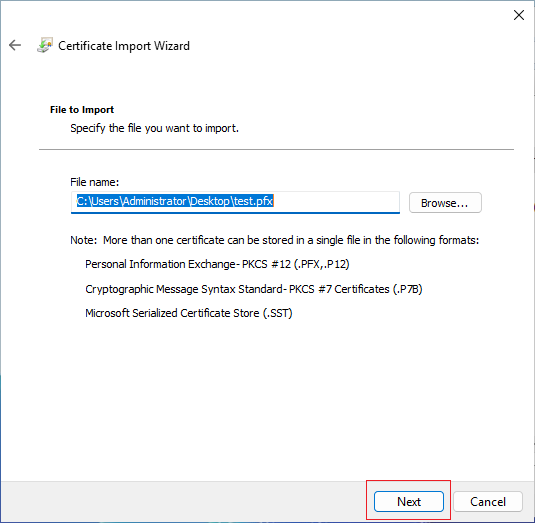 Certificate Import Wizard
File to Import
Specify the file you want to import.
File name:
C:\Users\Administrator\Desktop\test.pfx
Browse...
Note:  More than one certificate can be stored in a single file in the following formats:
Personal Information Exchange- PKCS #12 (.PFX,.P12)
Cryptographic Message Syntax Standard- PKCS #7 Certificates (.P7B)
Microsoft Serialized Certificate Store (.SST)
Next
Cancel